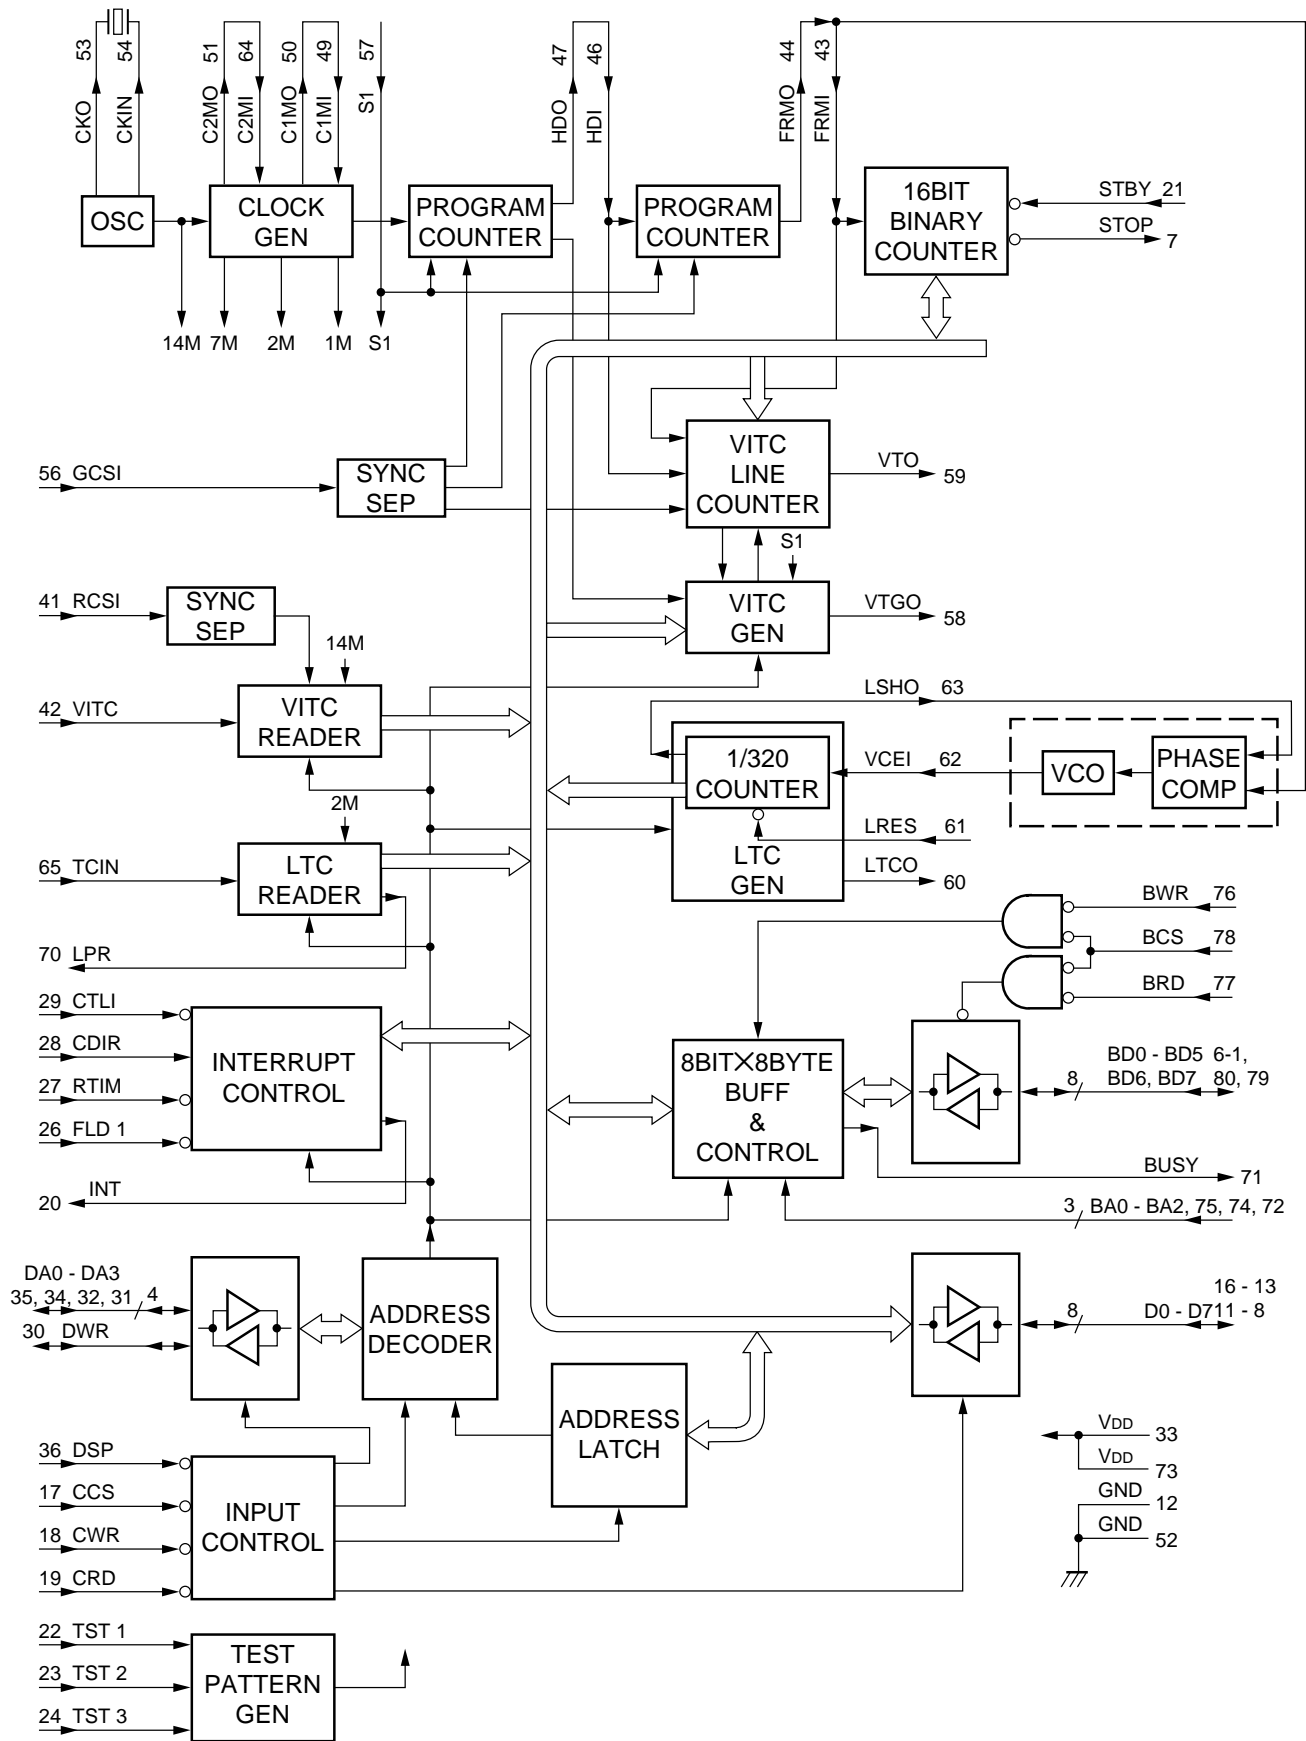 53
54
51
64
50
49
57
47
46
44
43
CKO
CKIN
C2MO
C2MI
C1MO
C1MI
S1
HDO
HDI
FRMO
FRMI
OSC
CLOCK
GEN
PROGRAM
COUNTER
PROGRAM
COUNTER
16BIT
BINARY
COUNTER
STBY 21
STOP
7
14M 7M 2M 1M S1
56 GCSI
SYNC
SEP
VITC
LINE
COUNTER
VTO
59
S1
41 RCSI
SYNC
SEP
VITC
GEN
VTGO
58
14M
42 VITC
VITC
READER
LSHO 63
1/320
COUNTER
VCEI 62
VCO
PHASE
COMP
LRES 61
LTC
GEN
LTCO
60
2M
65 TCIN
LTC
READER
70 LPR
BWR 76
BCS 78
BRD 77
29 CTLI
28 CDIR
27 RTIM
26 FLD 1
INTERRUPT
CONTROL
20 INT
8BIT×8BYTE
BUFF
&
CONTROL
8
BD0 - BD5 6-1,
BD6, BD7 80, 79
BUSY
71
3 BA0 - BA2, 75, 74, 72
DA0 - DA3
35, 34, 32, 31 4
30 DWR
ADDRESS
DECODER
8
16 - 13
D0 - D711 - 8
ADDRESS
LATCH
36 DSP
17 CCS
18 CWR
19 CRD
INPUT
CONTROL
VDD
33
VDD
73
GND
12
GND
52
22 TST 1
23 TST 2
24 TST 3
TEST
PATTERN
GEN